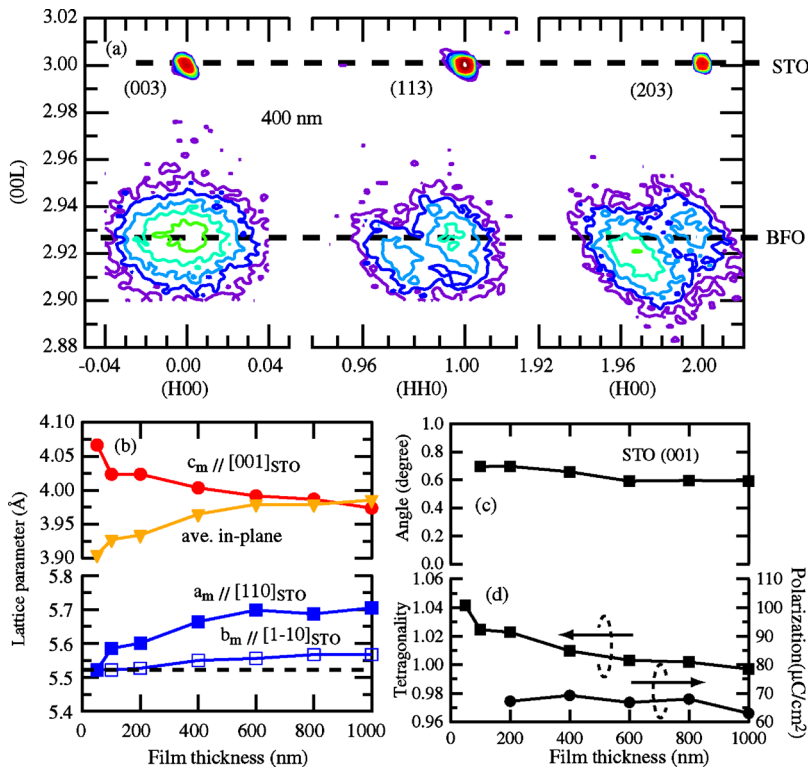 3.02
(a)
3.00
STO
(003)
(113)
(203)
2.98
400 nm
2.96
(00L)
2.94
2.92
BFO
2.90
2.88
-0.04
0.00
0.04
0.96
1.00
1.92
1.96
2.00
(H00)
(HH0)
(H00)
4.10
(b)
4.05
cm // [001]STO
4.00
3.95
ave. in-plane
3.90
Lattice parameter (Å)
5.8
am // [110]STO
5.7
bm // [1-10]STO
5.6
5.5
5.4
0
200
400
600
800
1000
Film thickness (nm)
1.0
STO (001)
0.8
0.6
0.4
(c)
0.2
0.0
Angle (degree)
1.06
(d)
110
1.04
100
1.02
90
1.00
80
0.98
70
0.96
60
Tetragonality
Polarization(μC/cm2)
0
200
400
600
800
1000
Film thickness (nm)